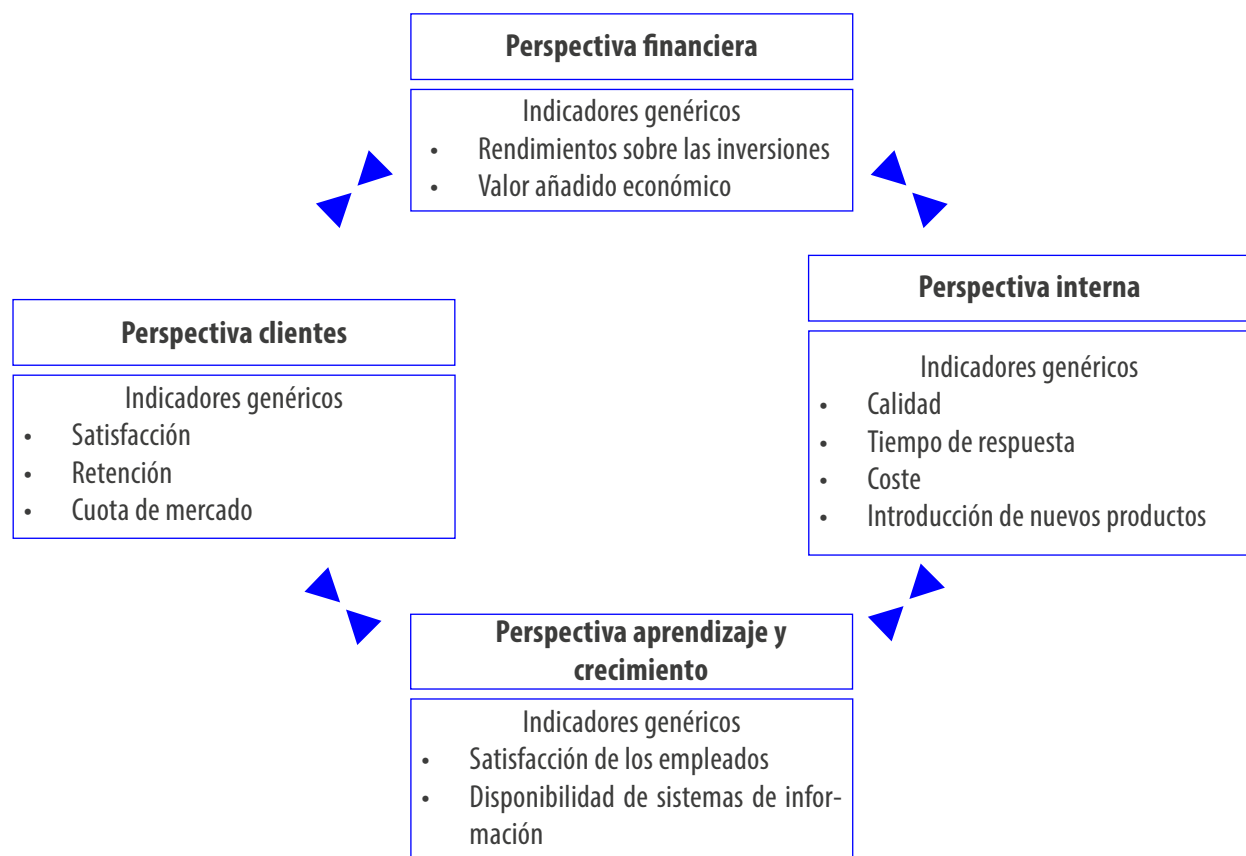 Perspectiva financiera
Indicadores genéricos
• Rendimientos sobre las inversiones
• Valor añadido económico
Perspectiva clientes
Indicadores genéricos
• Satisfacción
• Retención
• Cuota de mercado
Perspectiva interna
Indicadores genéricos
• Calidad
• Tiempo de respuesta
• Coste
• Introducción de nuevos productos
Perspectiva aprendizaje y
crecimiento
Indicadores genéricos
• Satisfacción de los empleados
• Disponibilidad de sistemas de infor-
mación